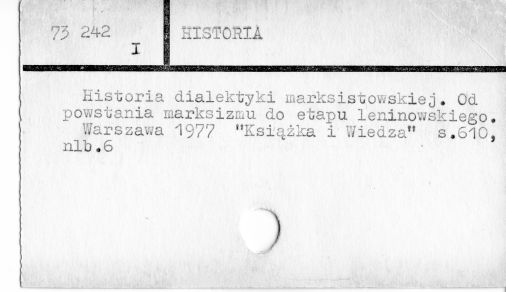 73 242
I
HISTORIA
Historia dialektyki marksistowskiej. Od
powstania marksizmu do etapu leninowskiego.
Warszawa 1977 "Książka i Wiedza" s.610,
nlb.6